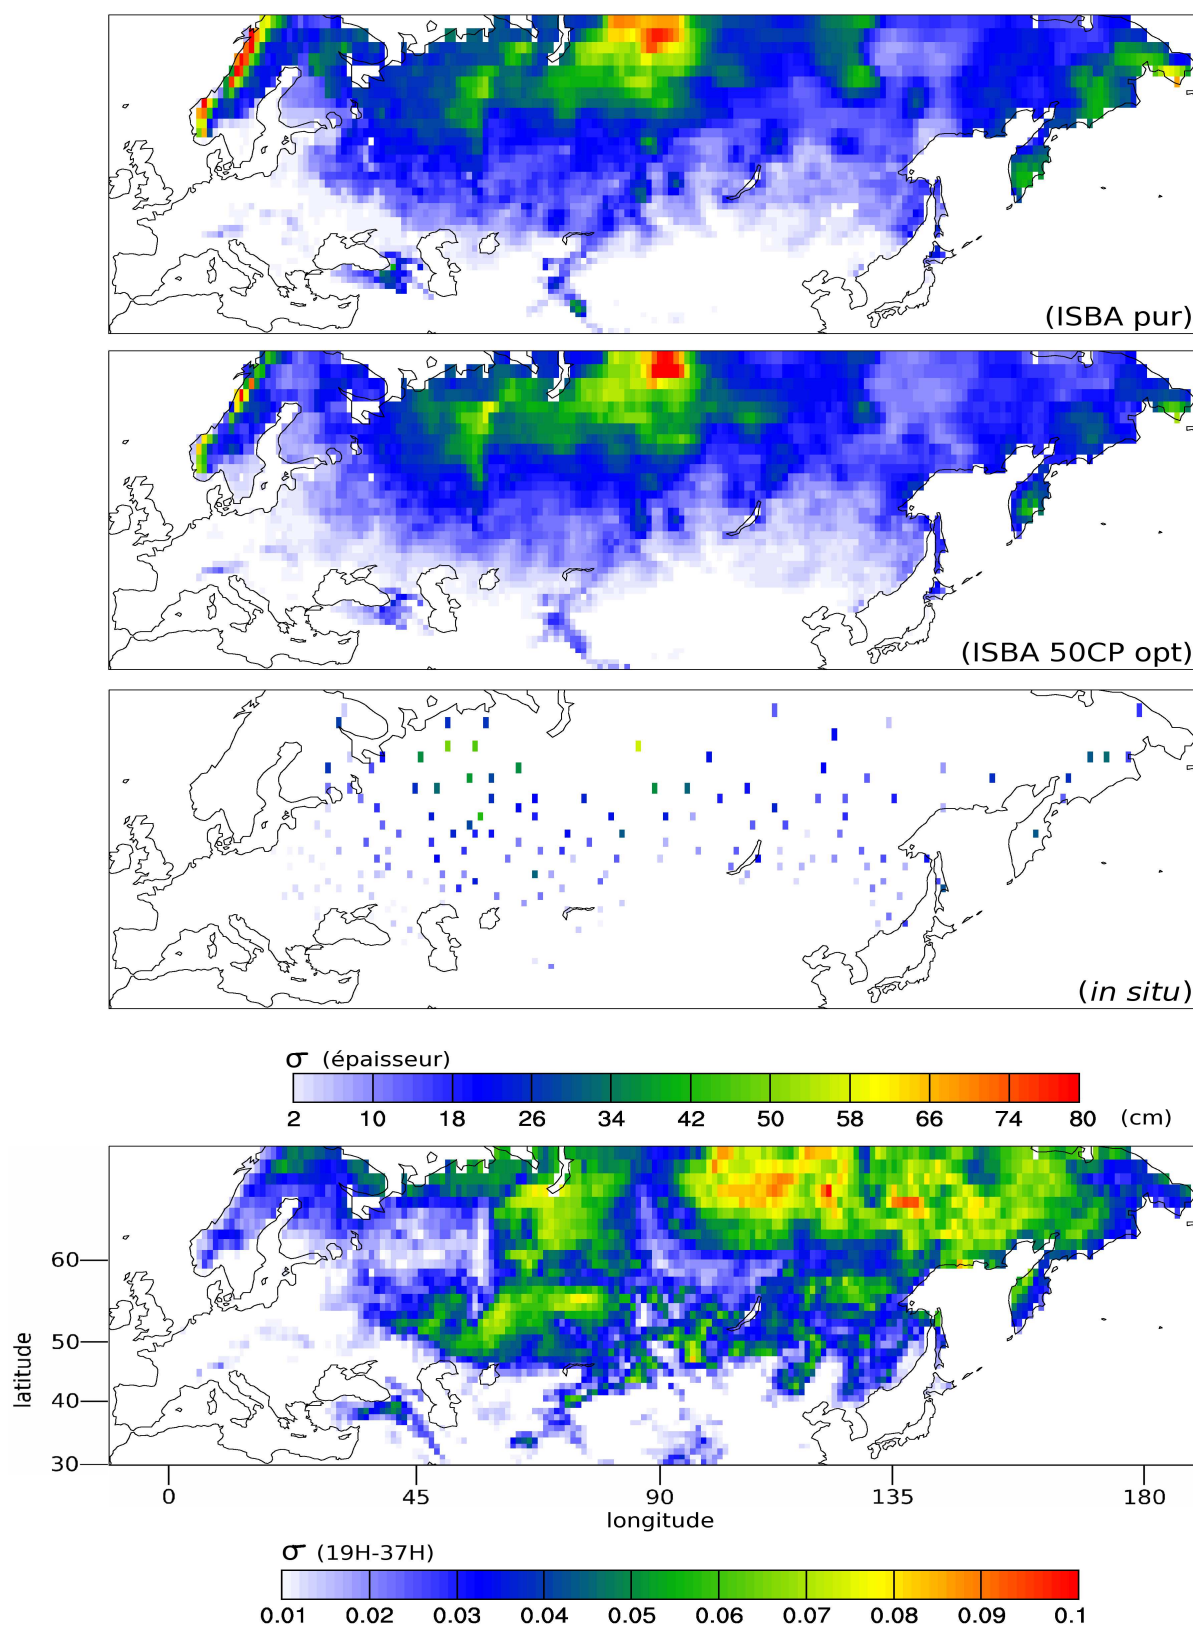 (ISBA pur)
(ISBA 50CP opt)
(in situ)
σ (épaisseur)
2 10 18 26 34 42 50 58 66 74 80 (cm)
60
50
40
30
latitude
0 45 90 135 180
longitude
σ (19H-37H)
0.01 0.02 0.03 0.04 0.05 0.06 0.07 0.08 0.09 0.1